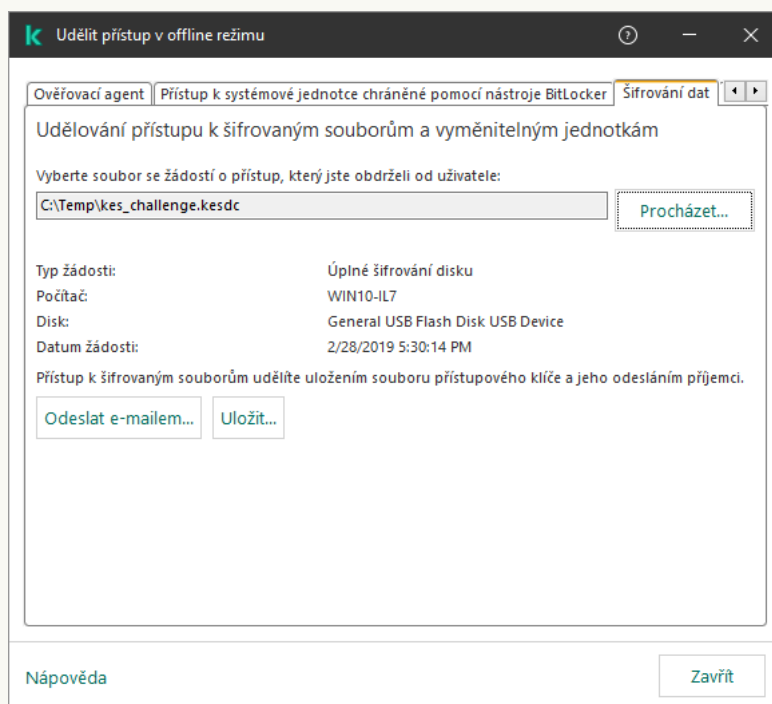 Udělit přístup v offline režimu
Ověřovací agent Přístup k systémové jednotce chráněné pomocí nástroje BitLocker Šifrování dat
Udělování přístupu k šifrovaným souborům a vyměnitelným jednotkám
Vyberte soubor se žádostí o přístup, který jste obdrželi od uživatele:
C:\Temp\kes_challenge.kesdc
Procházet...
Typ žádosti: Úplné šifrování disku
Počítač: WIN10-IL7
Disk: General USB Flash Disk USB Device
Datum žádosti: 2/28/2019 5:30:14 PM
Přístup k šifrovaným souborům udělíte uložením souboru přístupového klíče a jeho odesláním příjemci.
Odeslat e-mailem... Uložit...
Nápověda Zavřít